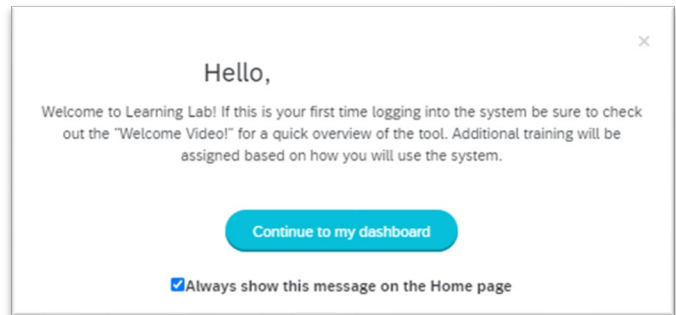 Hello,
Welcome to Learning Lab! If this is your first time logging into the system be sure to check
out the "Welcome Video!" for a quick overview of the tool. Additional training will be
assigned based on how you will use the system.
Continue to my dashboard
Always show this message on the Home page